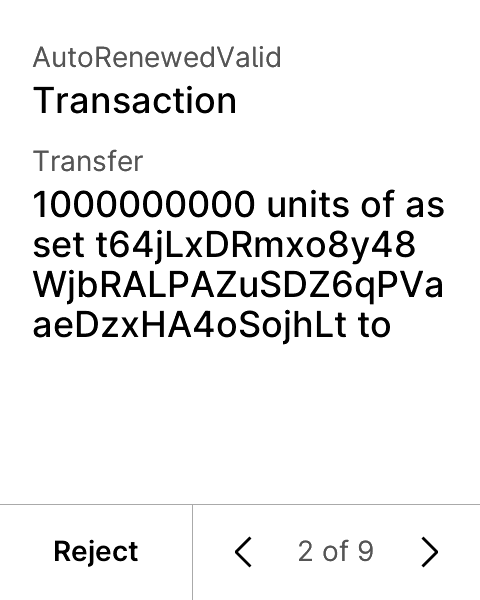 AutoRenewedValid
Transaction
Transfer
1000000000 units of as
set t64jLxDRmxo8y48
WjbRALPAZuSDZ6qPVa
aeDzxHA4oSojhLt to
Reject
2 of 9